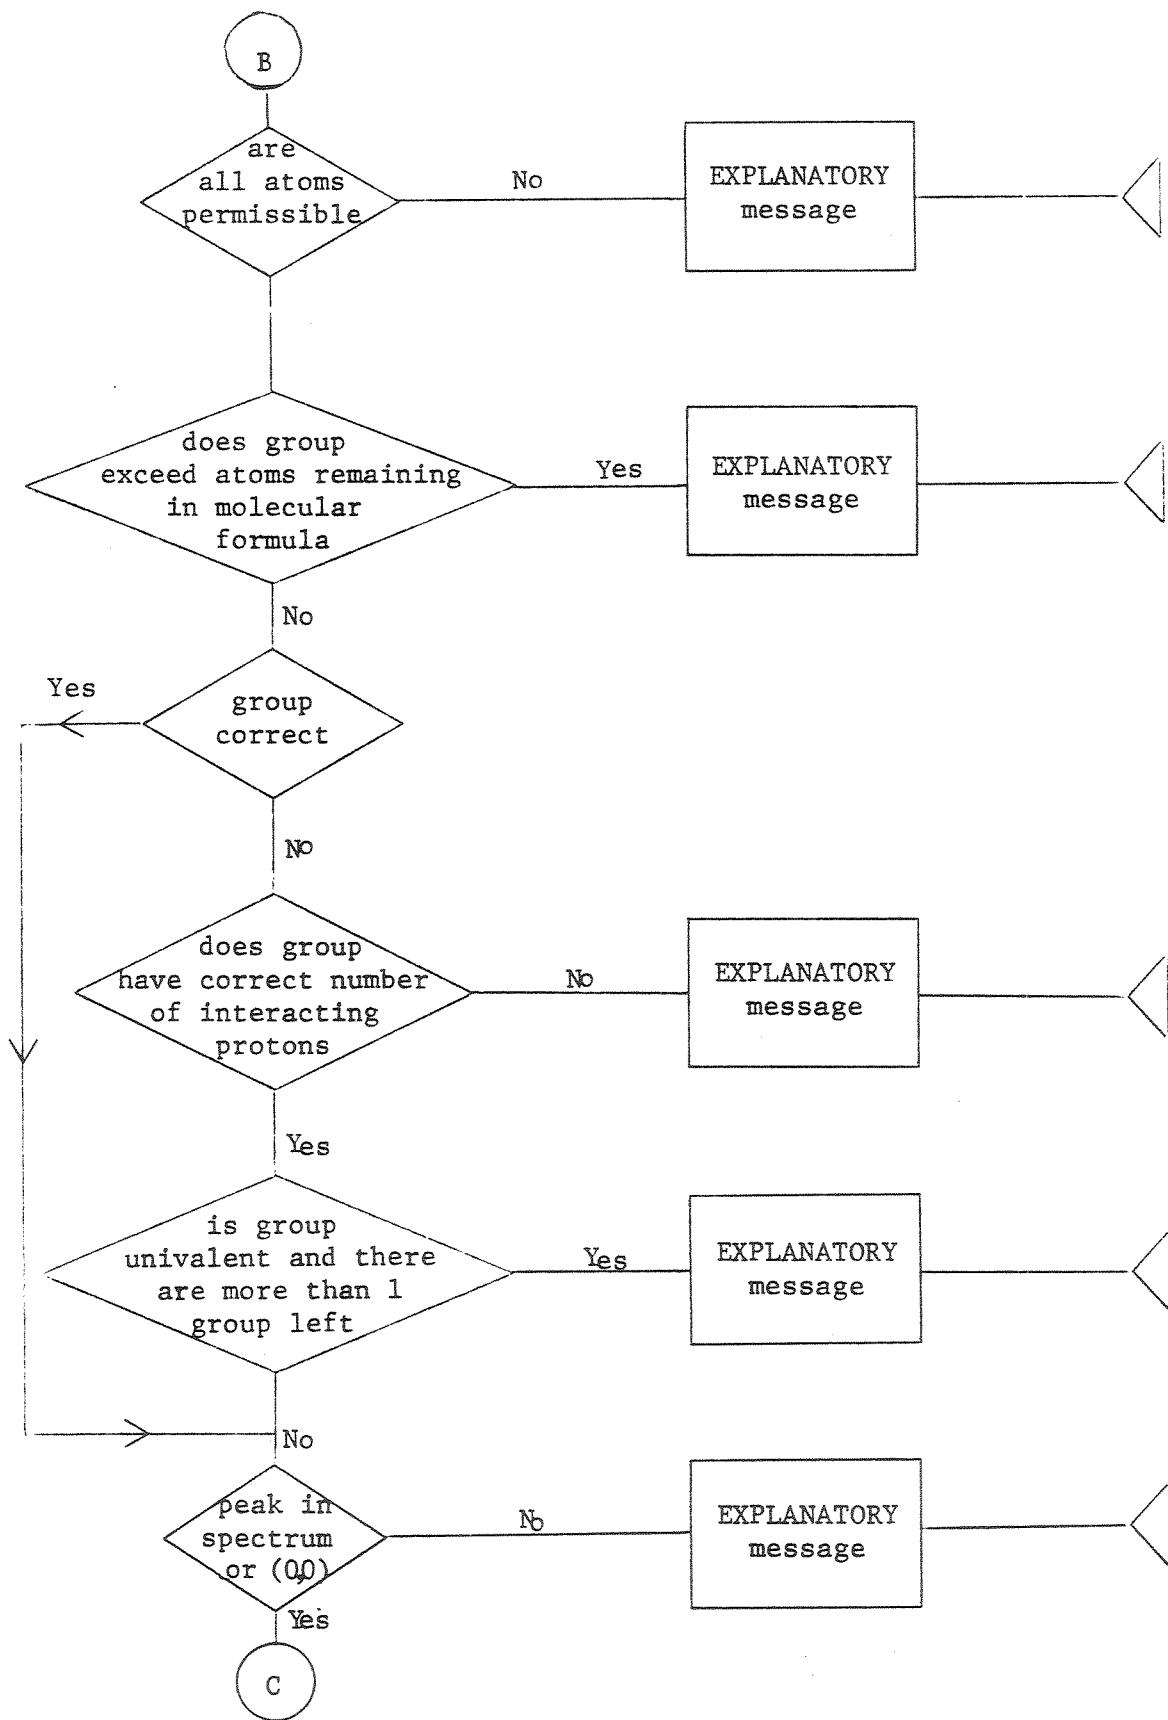 B
are
all atoms
permissible
No
EXPLANATORY
message
does group
exceed atoms remaining
in molecular
formula
Yes
EXPLANATORY
message
No
Yes
group
correct
No
does group
have correct number
of interacting
protons
No
EXPLANATORY
message
Yes
is group
univalent and there
are more than 1
group left
Yes
EXPLANATORY
message
No
peak in
spectrum
or (0,0)
No
EXPLANATORY
message
Yes
C